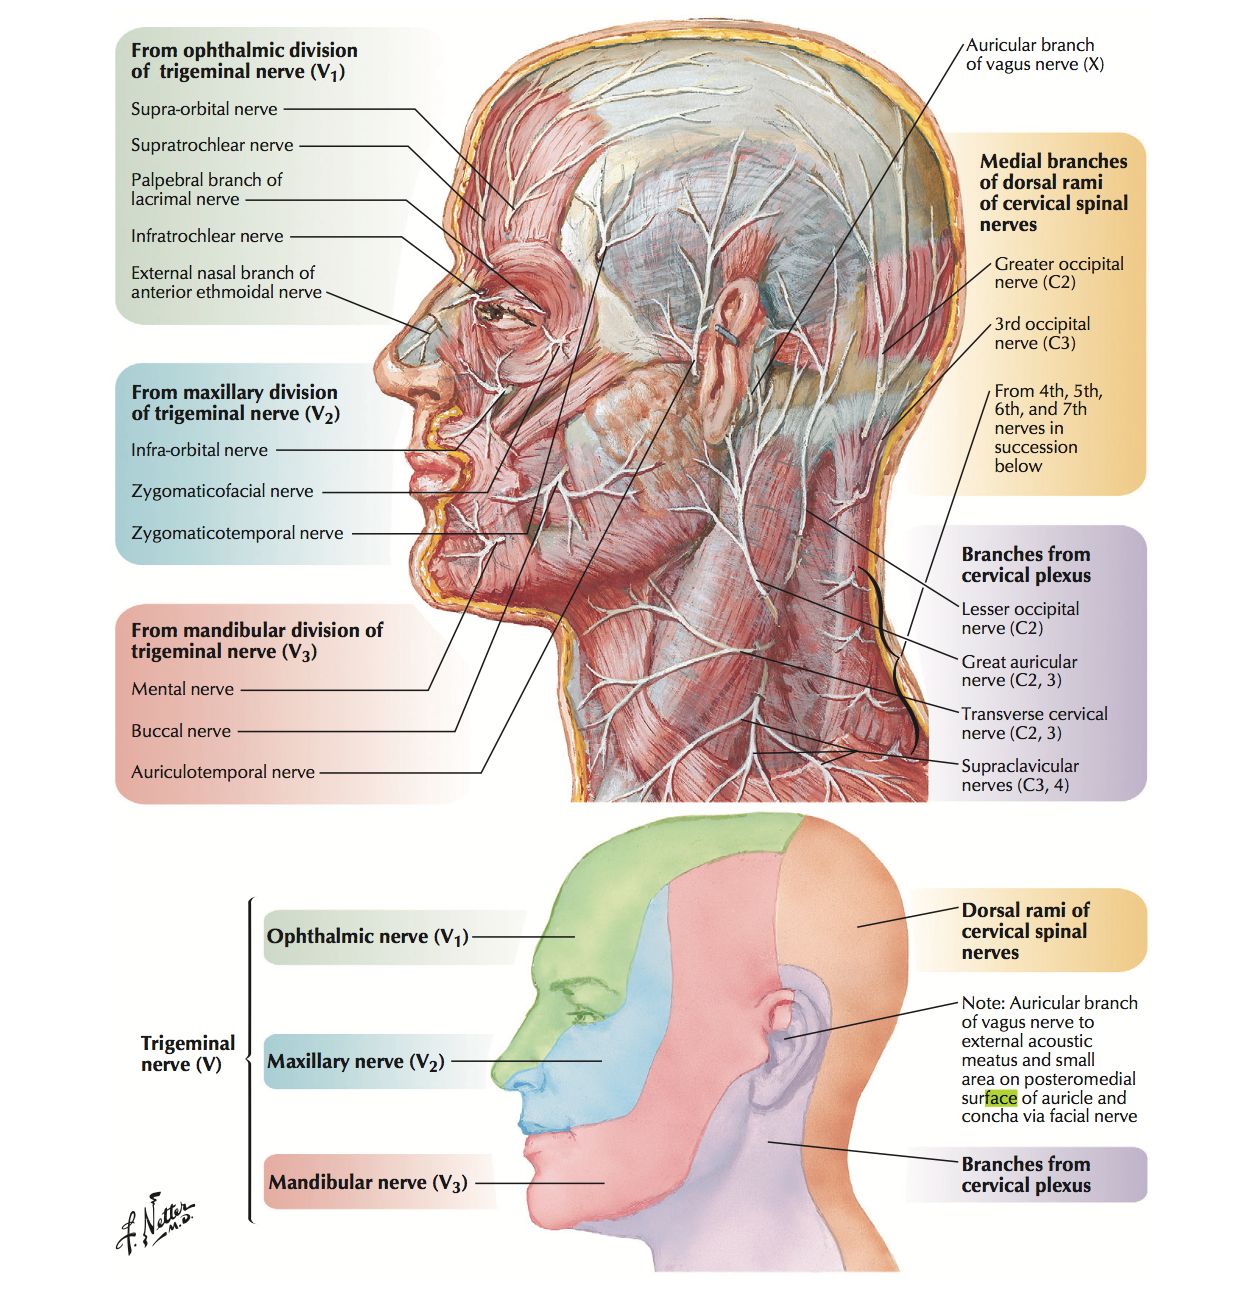 From ophthalmic division
of trigeminal nerve (V1)
Supra-orbital nerve
Supratrochlear nerve
Palpebral branch of
lacrimal nerve
Infratrochlear nerve
External nasal branch of
anterior ethmoidal nerve
From maxillary division
of trigeminal nerve (V2)
Infra-orbital nerve
Zygomaticofacial nerve
Zygomaticotemporal nerve
From mandibular division of
trigeminal nerve (V3)
Mental nerve
Buccal nerve
Auriculotemporal nerve
Auricular branch
of vagus nerve (X)
Medial branches
of dorsal rami
of cervical spinal
nerves
Greater occipital
nerve (C2)
3rd occipital
nerve (C3)
From 4th, 5th,
6th, and 7th
nerves in
succession
below
Branches from
cervical plexus
Lesser occipital
nerve (C2)
Great auricular
nerve (C2, 3)
Transverse cervical
nerve (C2, 3)
Supraclavicular
nerves (C3, 4)
Trigeminal
nerve (V)
Ophthalmic nerve (V1)
Maxillary nerve (V2)
Mandibular nerve (V3)
Dorsal rami of
cervical spinal
nerves
Note: Auricular branch
of vagus nerve to
external acoustic
meatus and small
area on posteromedial
surface of auricle and
concha via facial nerve
Branches from
cervical plexus
F. Netter
M.D.